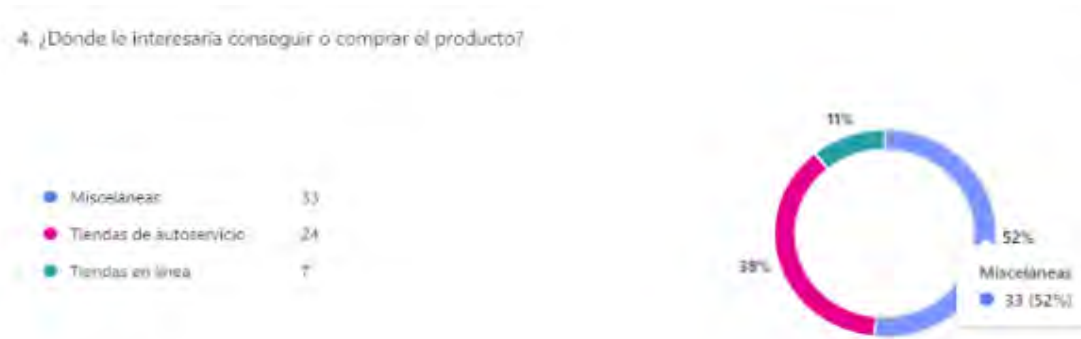 4. ¿Dónde le interesaría conseguir o comprar el producto?
Misceláneas 33
Tiendas de autoservicio 24
Tiendas en línea 7
11%
52%
38%
Misceláneas
33 (52%)